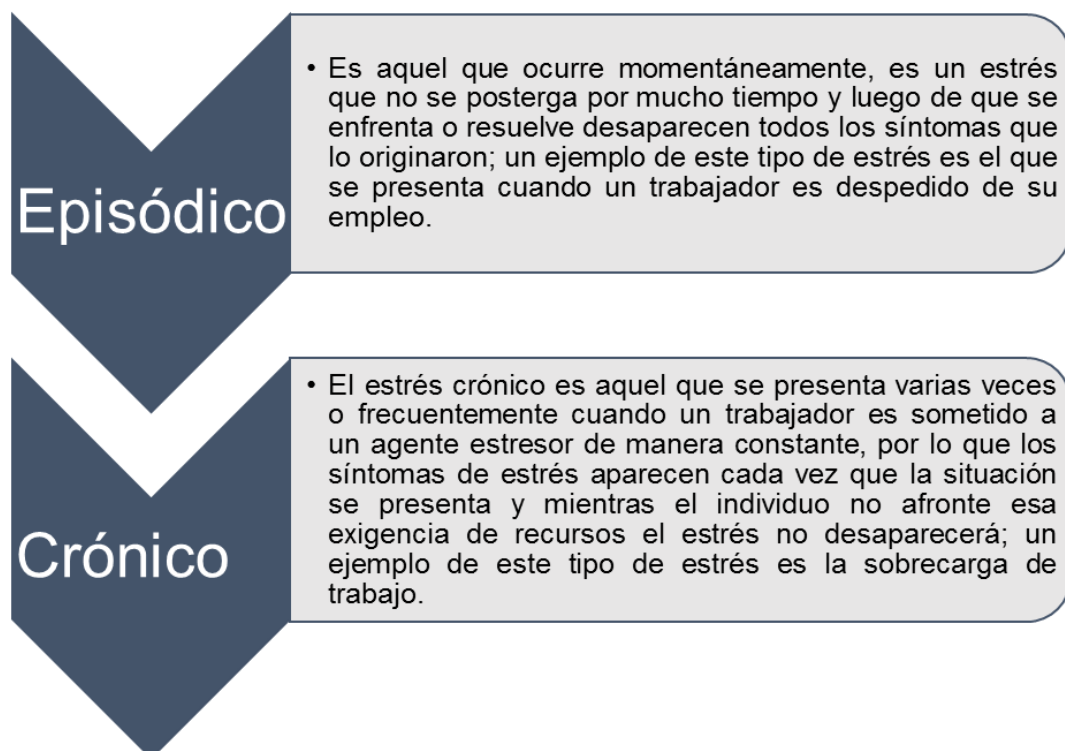 Episódico
• Es aquel que ocurre momentáneamente, es un estrés
que no se posterga por mucho tiempo y luego de que se
enfrenta o resuelve desaparecen todos los síntomas que
lo originaron; un ejemplo de este tipo de estrés es el que
se presenta cuando un trabajador es despedido de su
empleo.
Crónico
• El estrés crónico es aquel que se presenta varias veces
o frecuentemente cuando un trabajador es sometido a
un agente estresor de manera constante, por lo que los
síntomas de estrés aparecen cada vez que la situación
se presenta y mientras el individuo no afronte esa
exigencia de recursos el estrés no desaparecerá; un
ejemplo de este tipo de estrés es la sobrecarga de
trabajo.